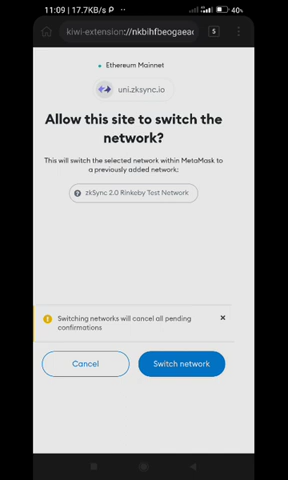 11:09 | 17.7KB/s
40%
kiwi-extension://nkbihfbeogaeac
5
Ethereum Mainnet
uni.zksync.io
Allow this site to switch the
network?
This will switch the selected network within MetaMask to
a previously added network:
? zkSync 2.0 Rinkeby Test Network
Switching networks will cancel all pending
confirmations
Cancel
Switch network